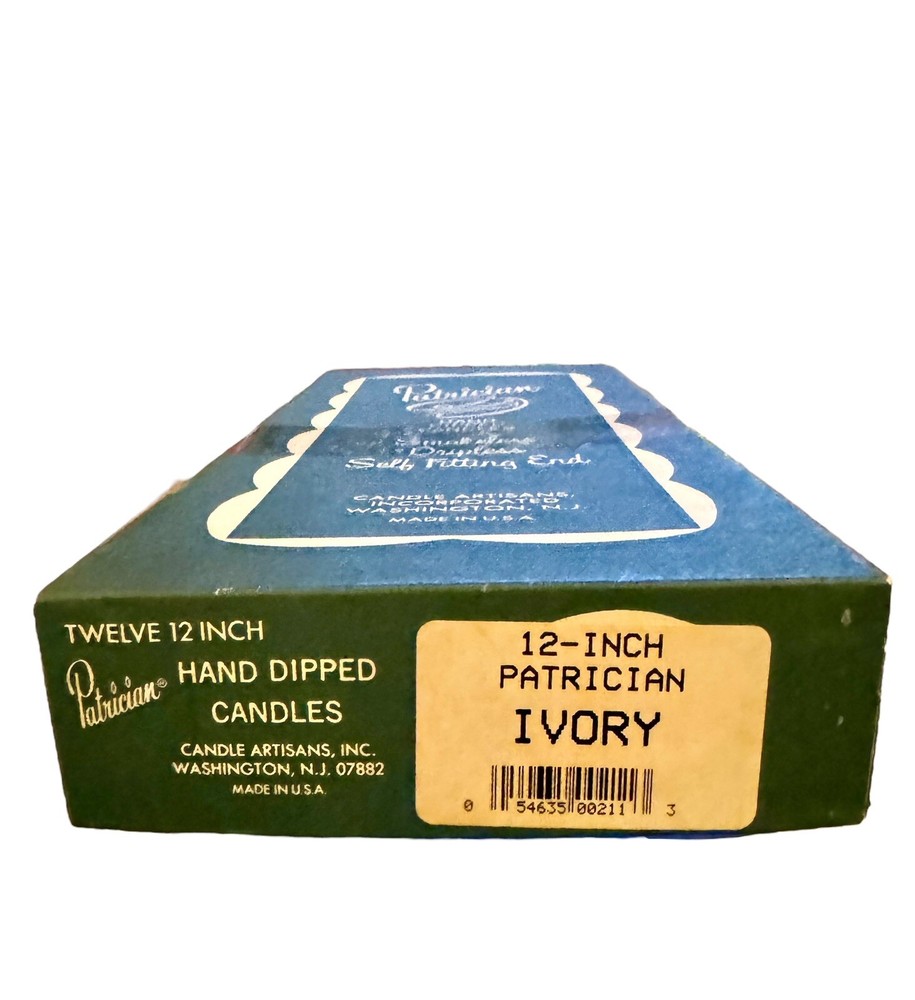 Patrician
Smokeless
Dripless
Self Fitting End
CANDLE ARTISANS,
INCORPORATED
WASHINGTON, N.J.
MADE IN U.S.A.
TWELVE 12 INCH
Patrician®
HAND DIPPED
CANDLES
CANDLE ARTISANS, INC.
WASHINGTON, N.J. 07882
MADE IN U.S.A.
12-INCH
PATRICIAN
IVORY
0 54635 00211 3